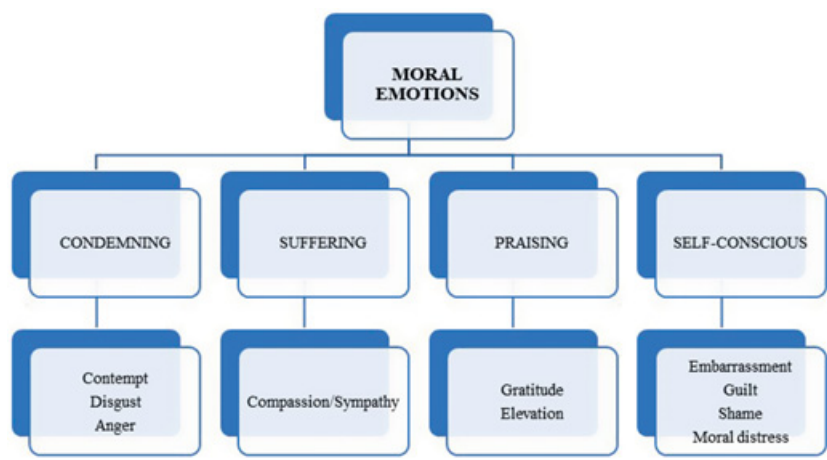 MORAL
EMOTIONS
CONDEMNING
SUFFERING
PRAISING
SELF-CONSCIOUS
Contempt
Disgust
Anger
Compassion/Sympathy
Gratitude
Elevation
Embarrassment
Guilt
Shame
Moral distress